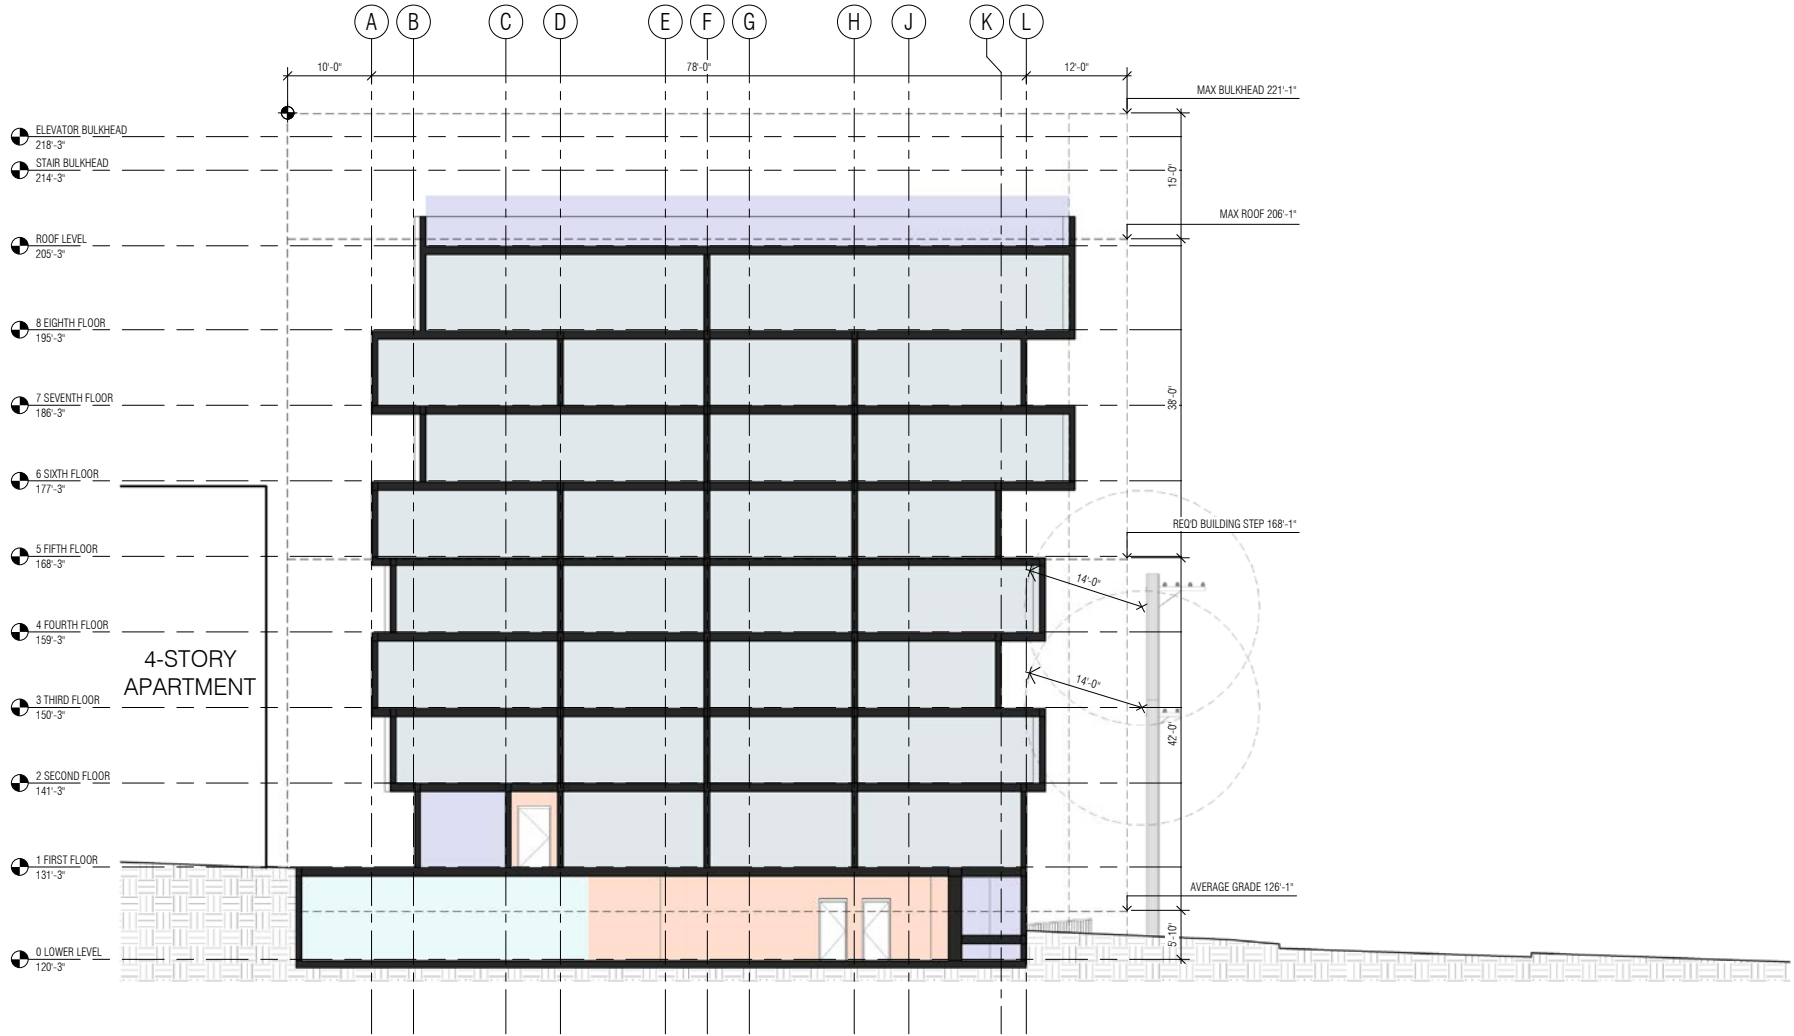 A B C D E F G H J K L
10'-0" 78'-0" 12'-0"
MAX BULKHEAD 221'-1"
ELEVATOR BULKHEAD
218'-3"
STAIR BULKHEAD
214'-3"
15'-0"
MAX ROOF 206'-1"
ROOF LEVEL
205'-3"
8 EIGHTH FLOOR
195'-3"
7 SEVENTH FLOOR
186'-3"
38'-0"
6 SIXTH FLOOR
177'-3"
REQ'D BUILDING STEP 168'-1"
5 FIFTH FLOOR
168'-3"
14'-0"
4 FOURTH FLOOR
159'-3"
4-STORY
APARTMENT
14'-0"
3 THIRD FLOOR
150'-3"
42'-0"
2 SECOND FLOOR
141'-3"
1 FIRST FLOOR
131'-3"
AVERAGE GRADE 126'-1"
5'-10"
0 LOWER LEVEL
120'-3"